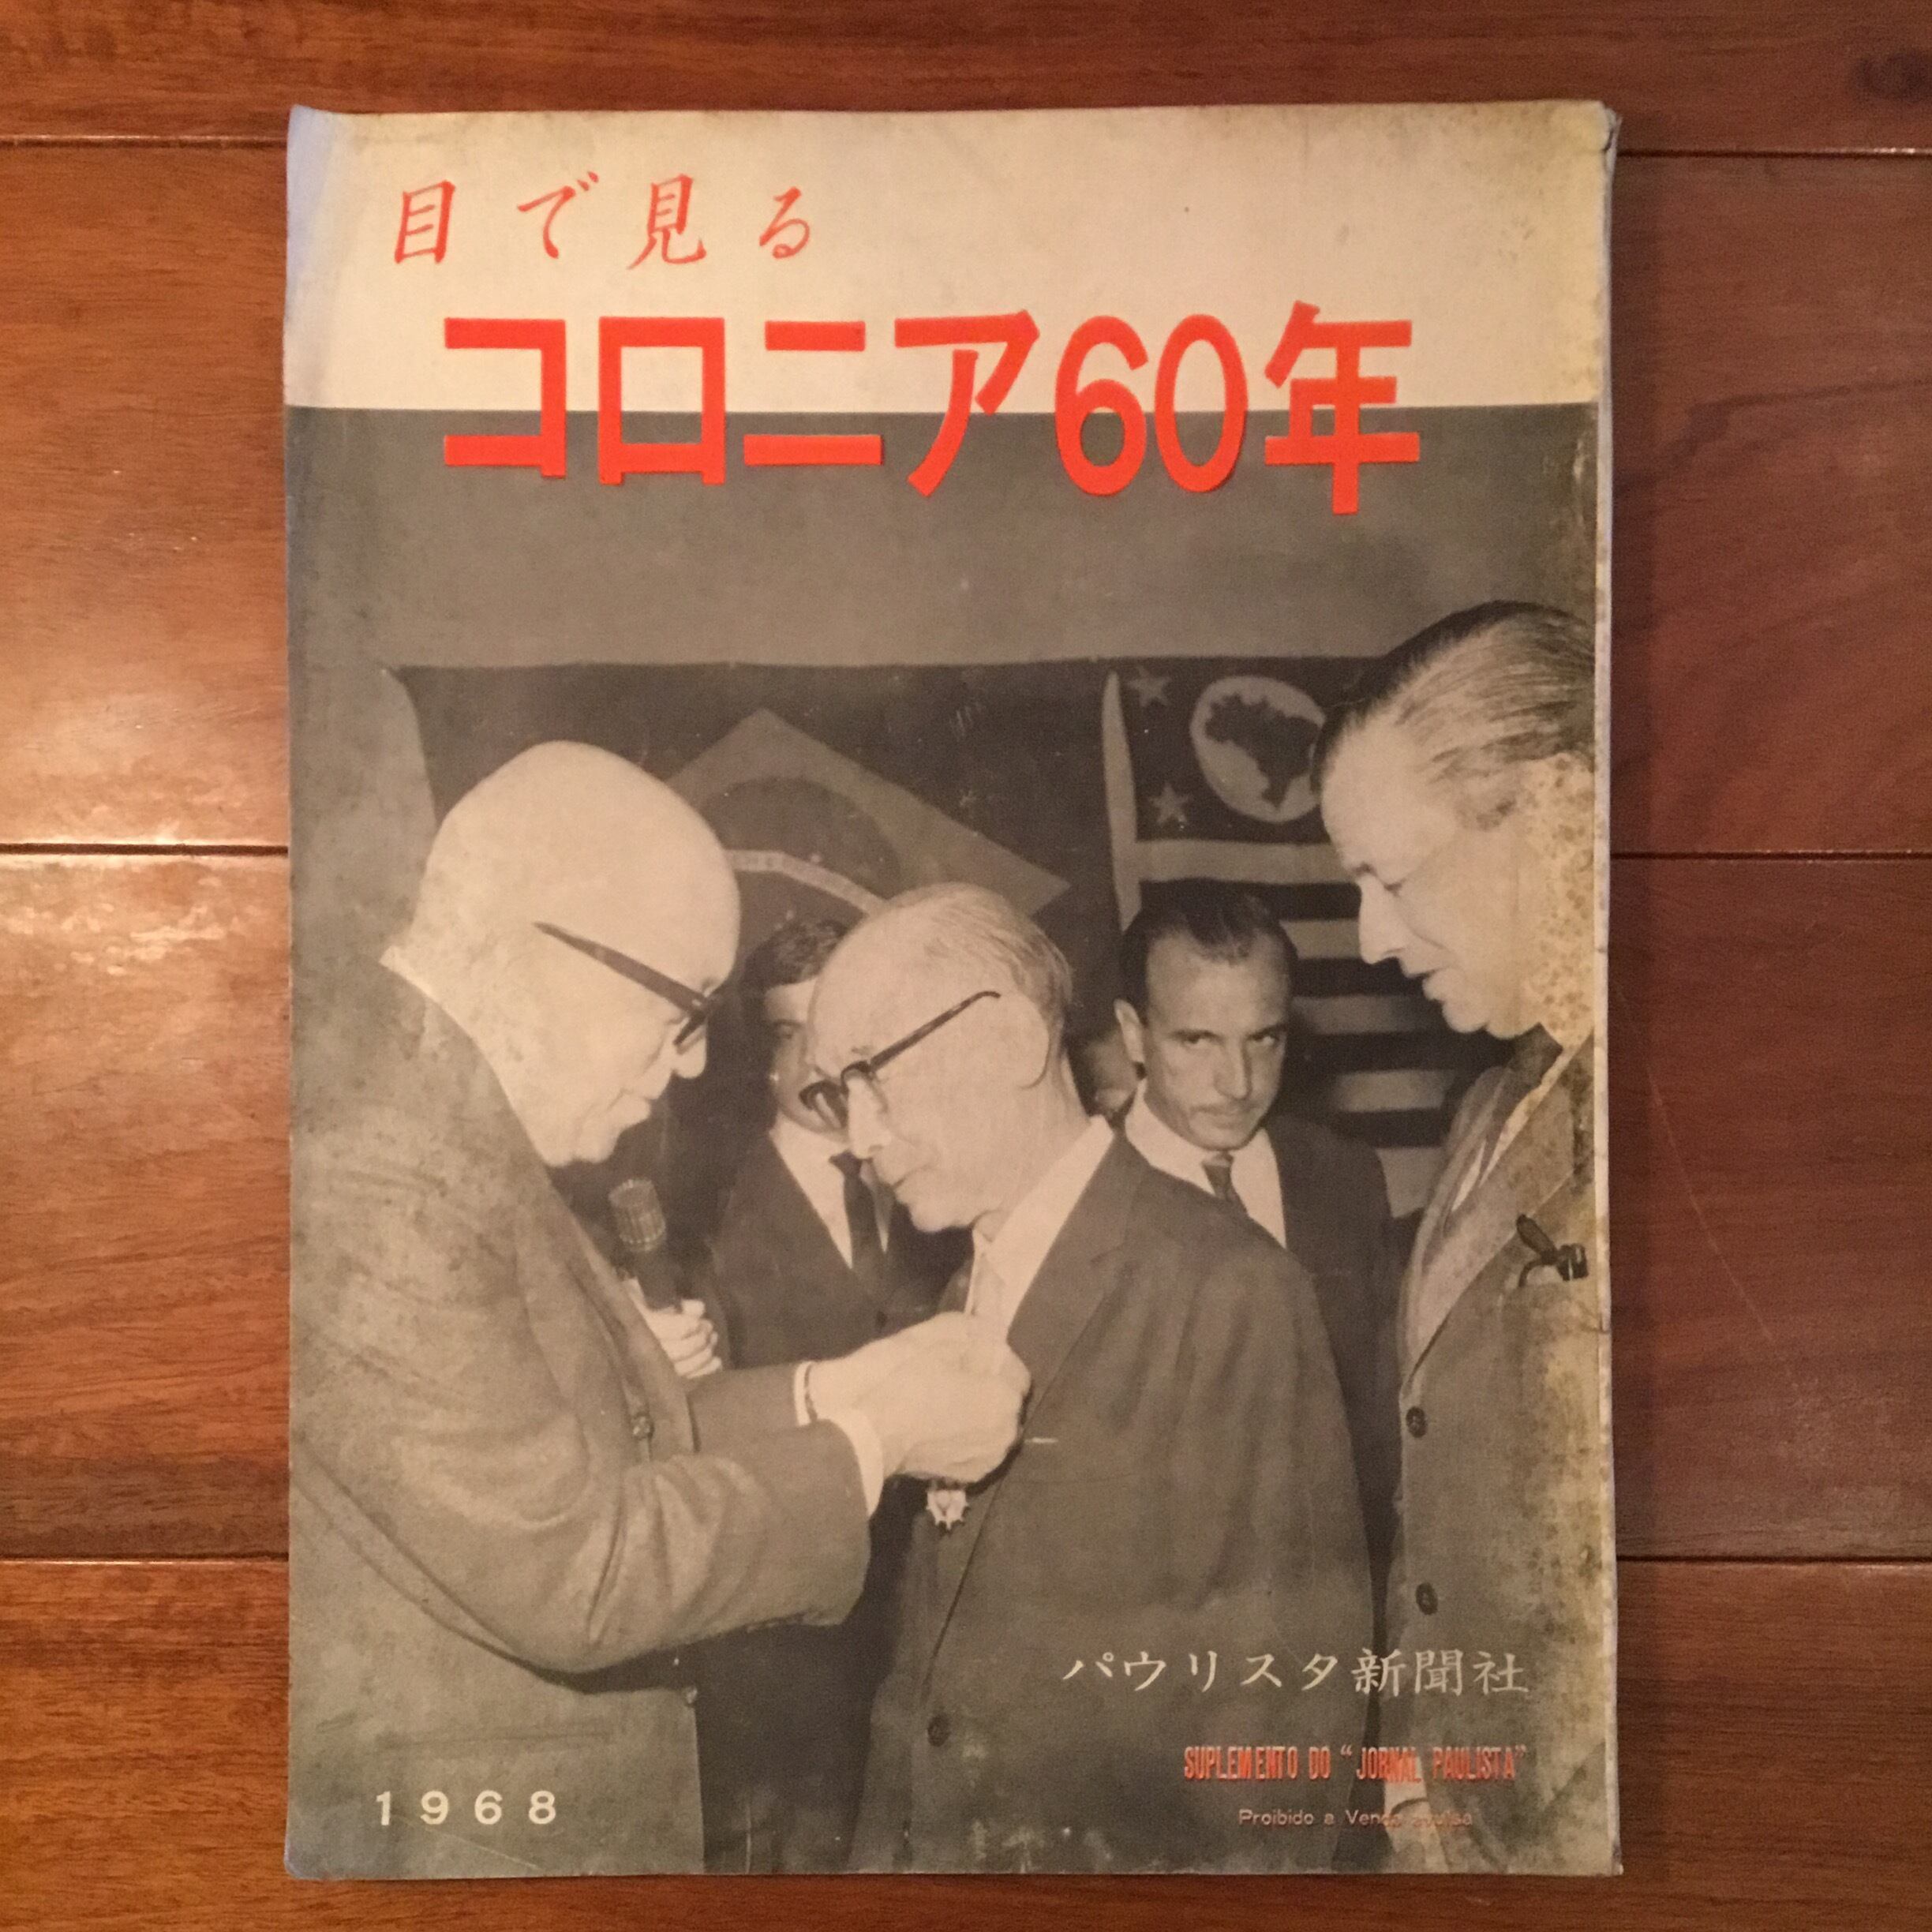 目で見る
コロニア60年
パウリスタ新聞社
SUPLEMENTO DO “JORNAL PAULISTA”
Proibido a Venda avulsa
1968